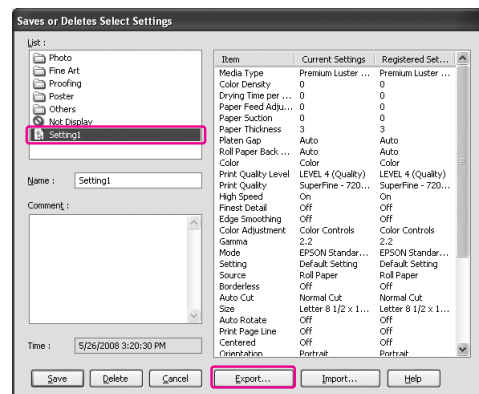 Saves or Deletes Select Settings
List :
Photo
Fine Art
Proofing
Poster
Others
Not Display
Setting1
Name : Setting1
Comment :
Time : 5/26/2008 3:20:30 PM
Item Current Settings Registered Set...
Media Type Premium Luster ... Premium Luster ...
Color Density 0 0
Drying Time per ... 0 0
Paper Feed Adju... 0 0
Paper Suction 0 0
Paper Thickness 3 3
Platen Gap Auto Auto
Roll Paper Back ... Auto Auto
Color Color Color
Print Quality Level LEVEL 4 (Quality) LEVEL 4 (Quality)
Print Quality SuperFine - 720... SuperFine - 720...
High Speed On On
Finest Detail Off Off
Edge Smoothing Off Off
Color Adjustment Color Controls Color Controls
Gamma 2.2 2.2
Mode EPSON Standar... EPSON Standar...
Setting Default Setting Default Setting
Source Roll Paper Roll Paper
Borderless Off Off
Auto Cut Normal Cut Normal Cut
Size Letter 8 1/2 x 1... Letter 8 1/2 x 1...
Auto Rotate Off Off
Print Page Line Off Off
Centered Off Off
Orientation Portrait Portrait
Save Delete Cancel Export... Import... Help